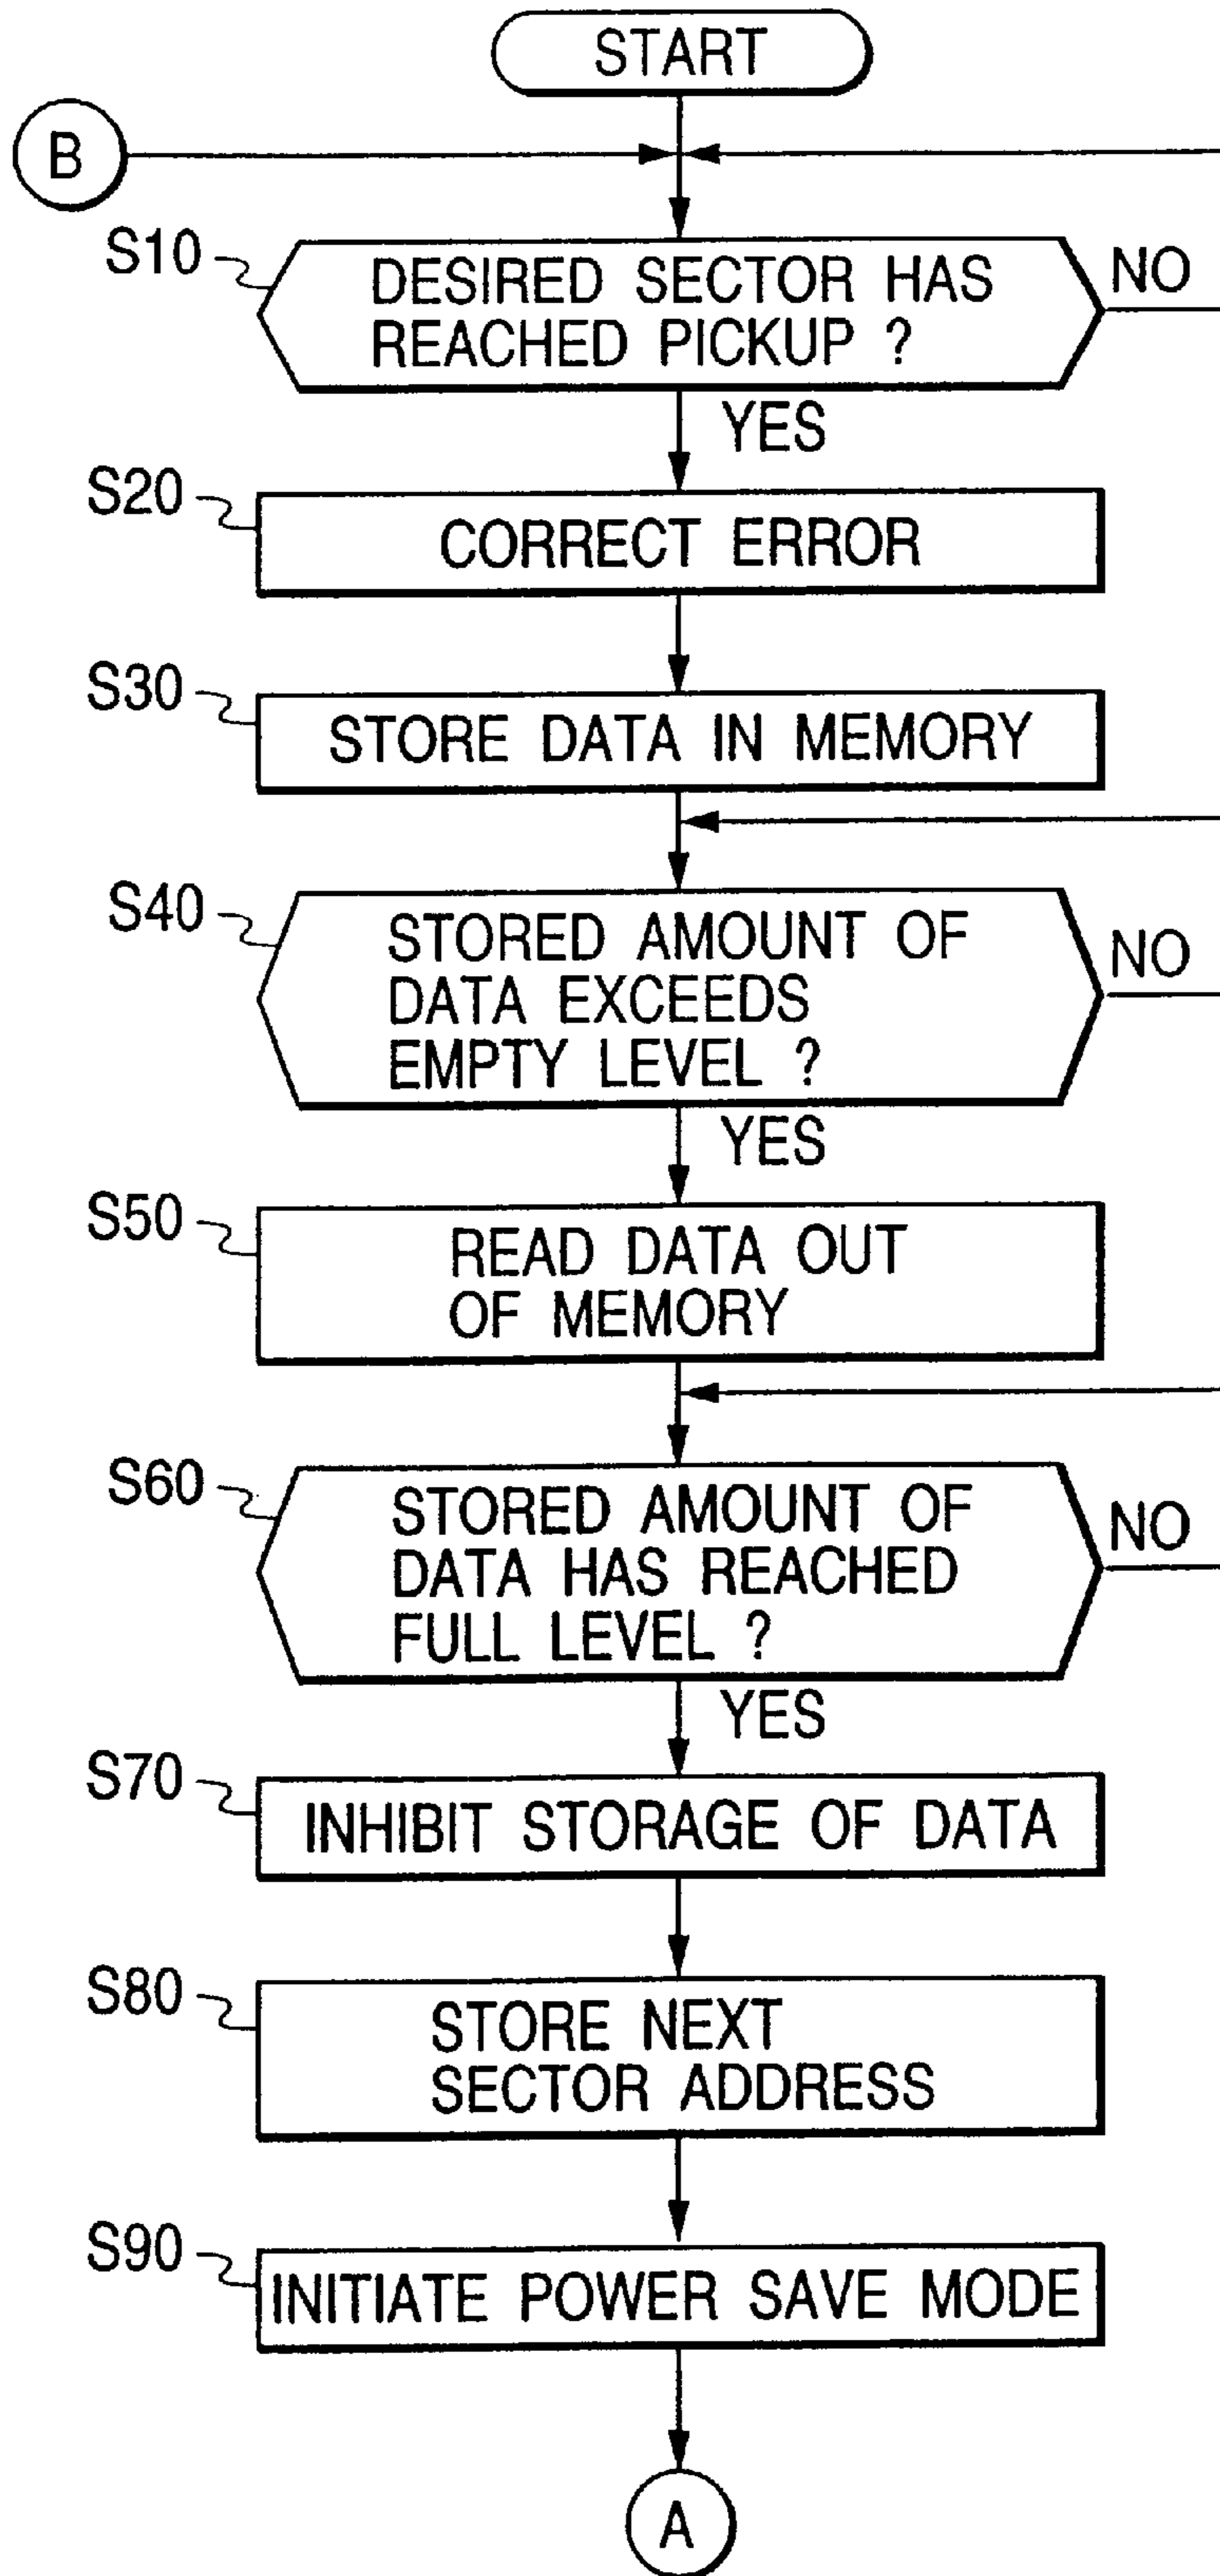 START
B
S10
DESIRED SECTOR HAS
REACHED PICKUP ?
NO
YES
S20
CORRECT ERROR
S30
STORE DATA IN MEMORY
S40
STORED AMOUNT OF
DATA EXCEEDS
EMPTY LEVEL ?
NO
YES
S50
READ DATA OUT
OF MEMORY
S60
STORED AMOUNT OF
DATA HAS REACHED
FULL LEVEL ?
NO
YES
S70
INHIBIT STORAGE OF DATA
S80
STORE NEXT
SECTOR ADDRESS
S90
INITIATE POWER SAVE MODE
A